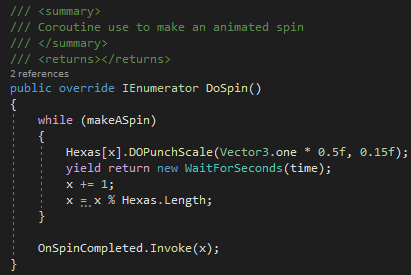 /// <summary>
/// Coroutine use to make an animated spin
/// </summary>
/// <returns></returns>
2 references
public override IEnumerator DoSpin()
{
    while (makeASpin)
    {
        Hexas[x].DOPunchScale(Vector3.one * 0.5f, 0.15f);
        yield return new WaitForSeconds(time);
        x += 1;
        x = x % Hexas.Length;
    }

    OnSpinCompleted.Invoke(x);
}